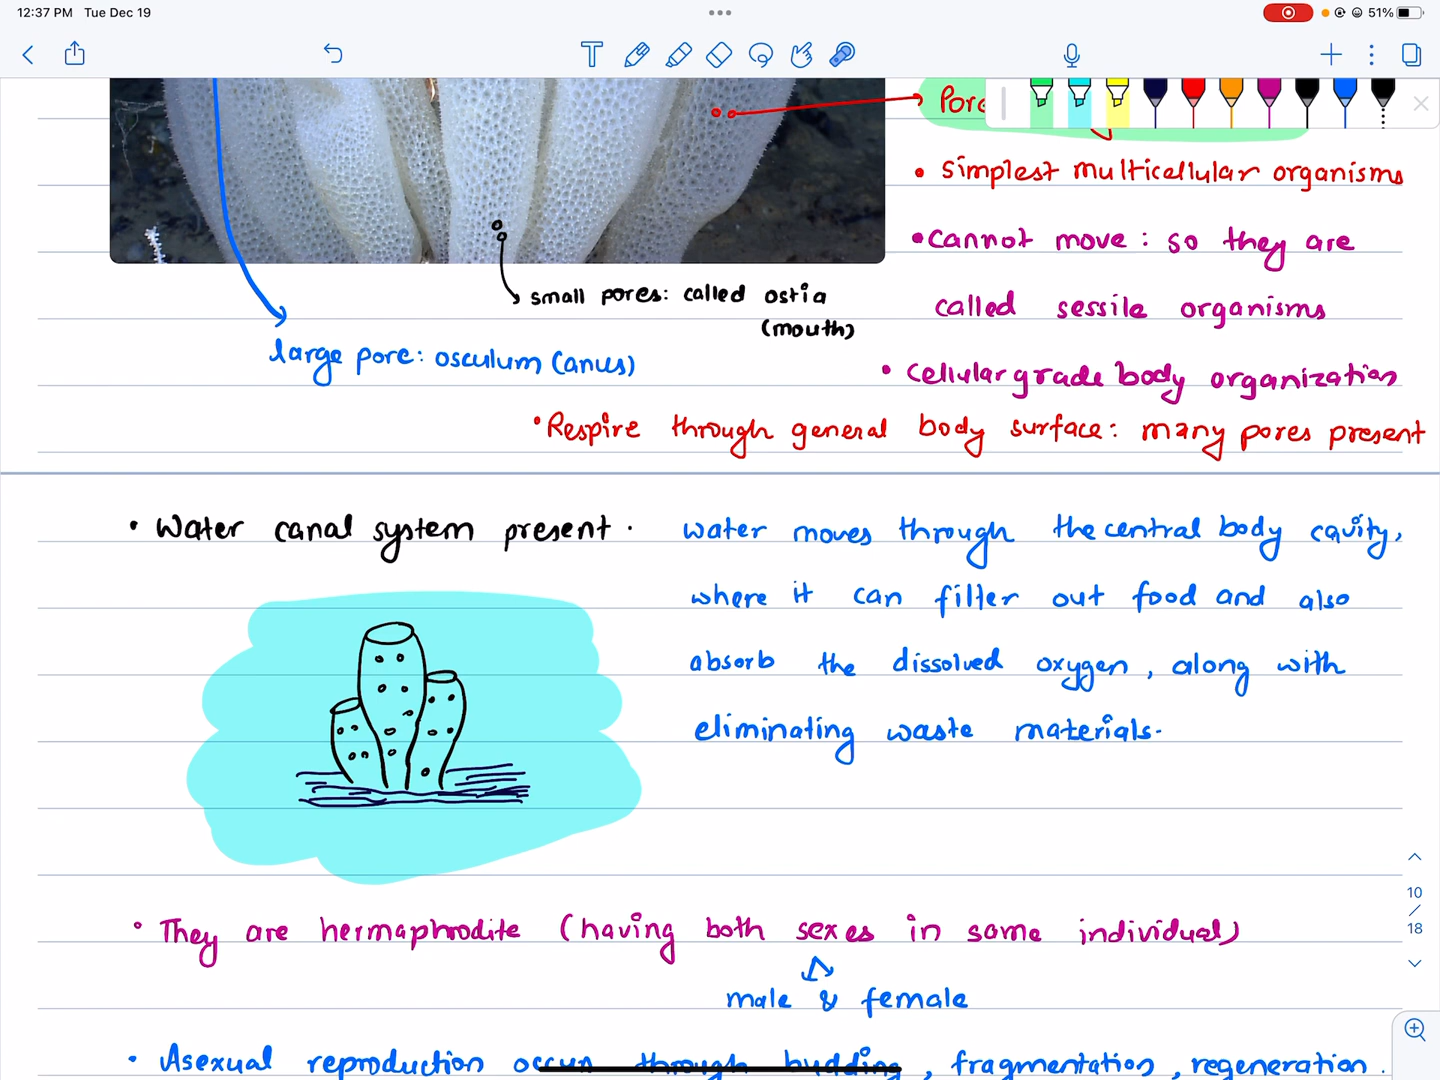 12:37 PM Tue Dec 19
51%
Pore
• Simplest multicellular organisms
• cannot move : so they are
called sessile organisms
small pores: called ostia
(mouth)
large pore: osculum (anus)
• cellular grade body organization
• Respire through general body surface: many pores present
• Water canal system present.
water moves through the central body cavity,
where it can filter out food and also
absorb the dissolved oxygen, along with
eliminating waste materials.
• They are hermaphrodite (having both sexes in same individual)
male & female
• Asexual reproduction occurs through budding, fragmentation, regeneration.
10
/
18